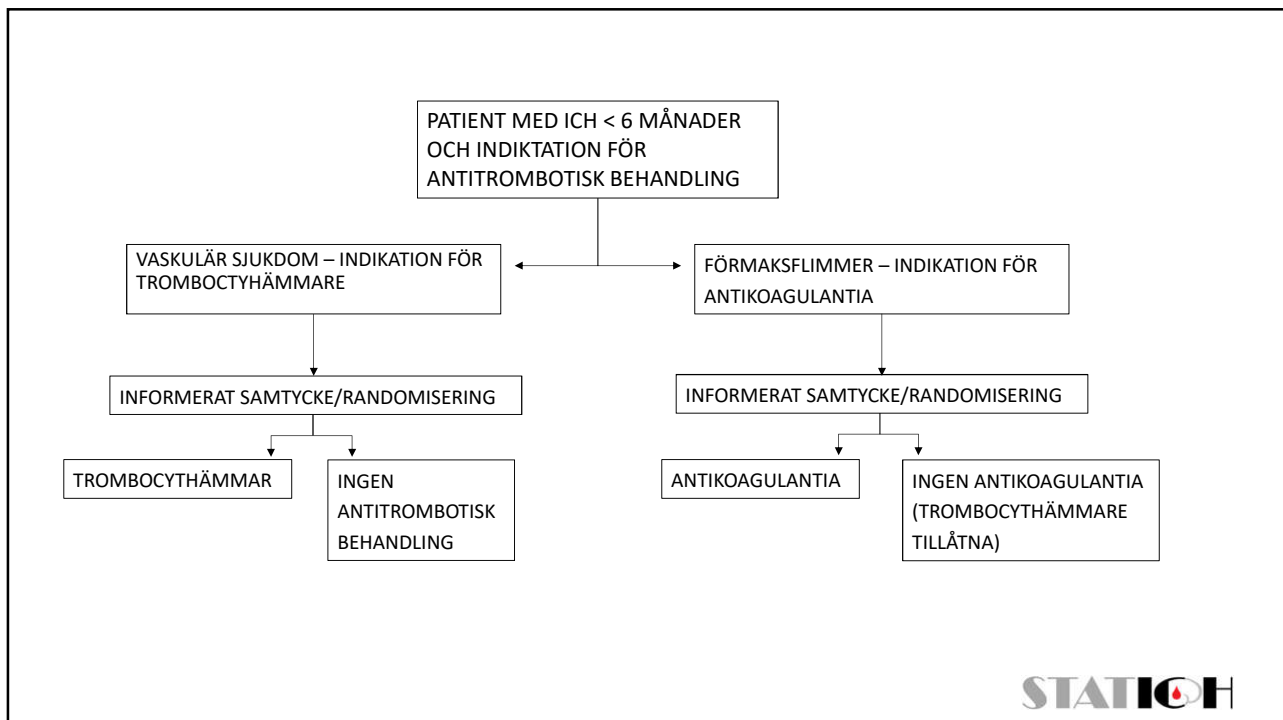 PATIENT MED ICH < 6 MÅNADER
OCH INDIKTATION FÖR
ANTITROMBOTISK BEHANDLING
VASKULÄR SJUKDOM – INDIKATION FÖR
TROMBOCTYHÄMMARE
FÖRMAKSFLIMMER – INDIKATION FÖR
ANTIKOAGULANTIA
INFORMERAT SAMTYCKE/RANDOMISERING
INFORMERAT SAMTYCKE/RANDOMISERING
TROMBOCYTHÄMMAR
INGEN
ANTITROMBOTISK
BEHANDLING
ANTIKOAGULANTIA
INGEN ANTIKOAGULANTIA
(TROMBOCYTHÄMMARE
TILLÅTNA)
STATICH